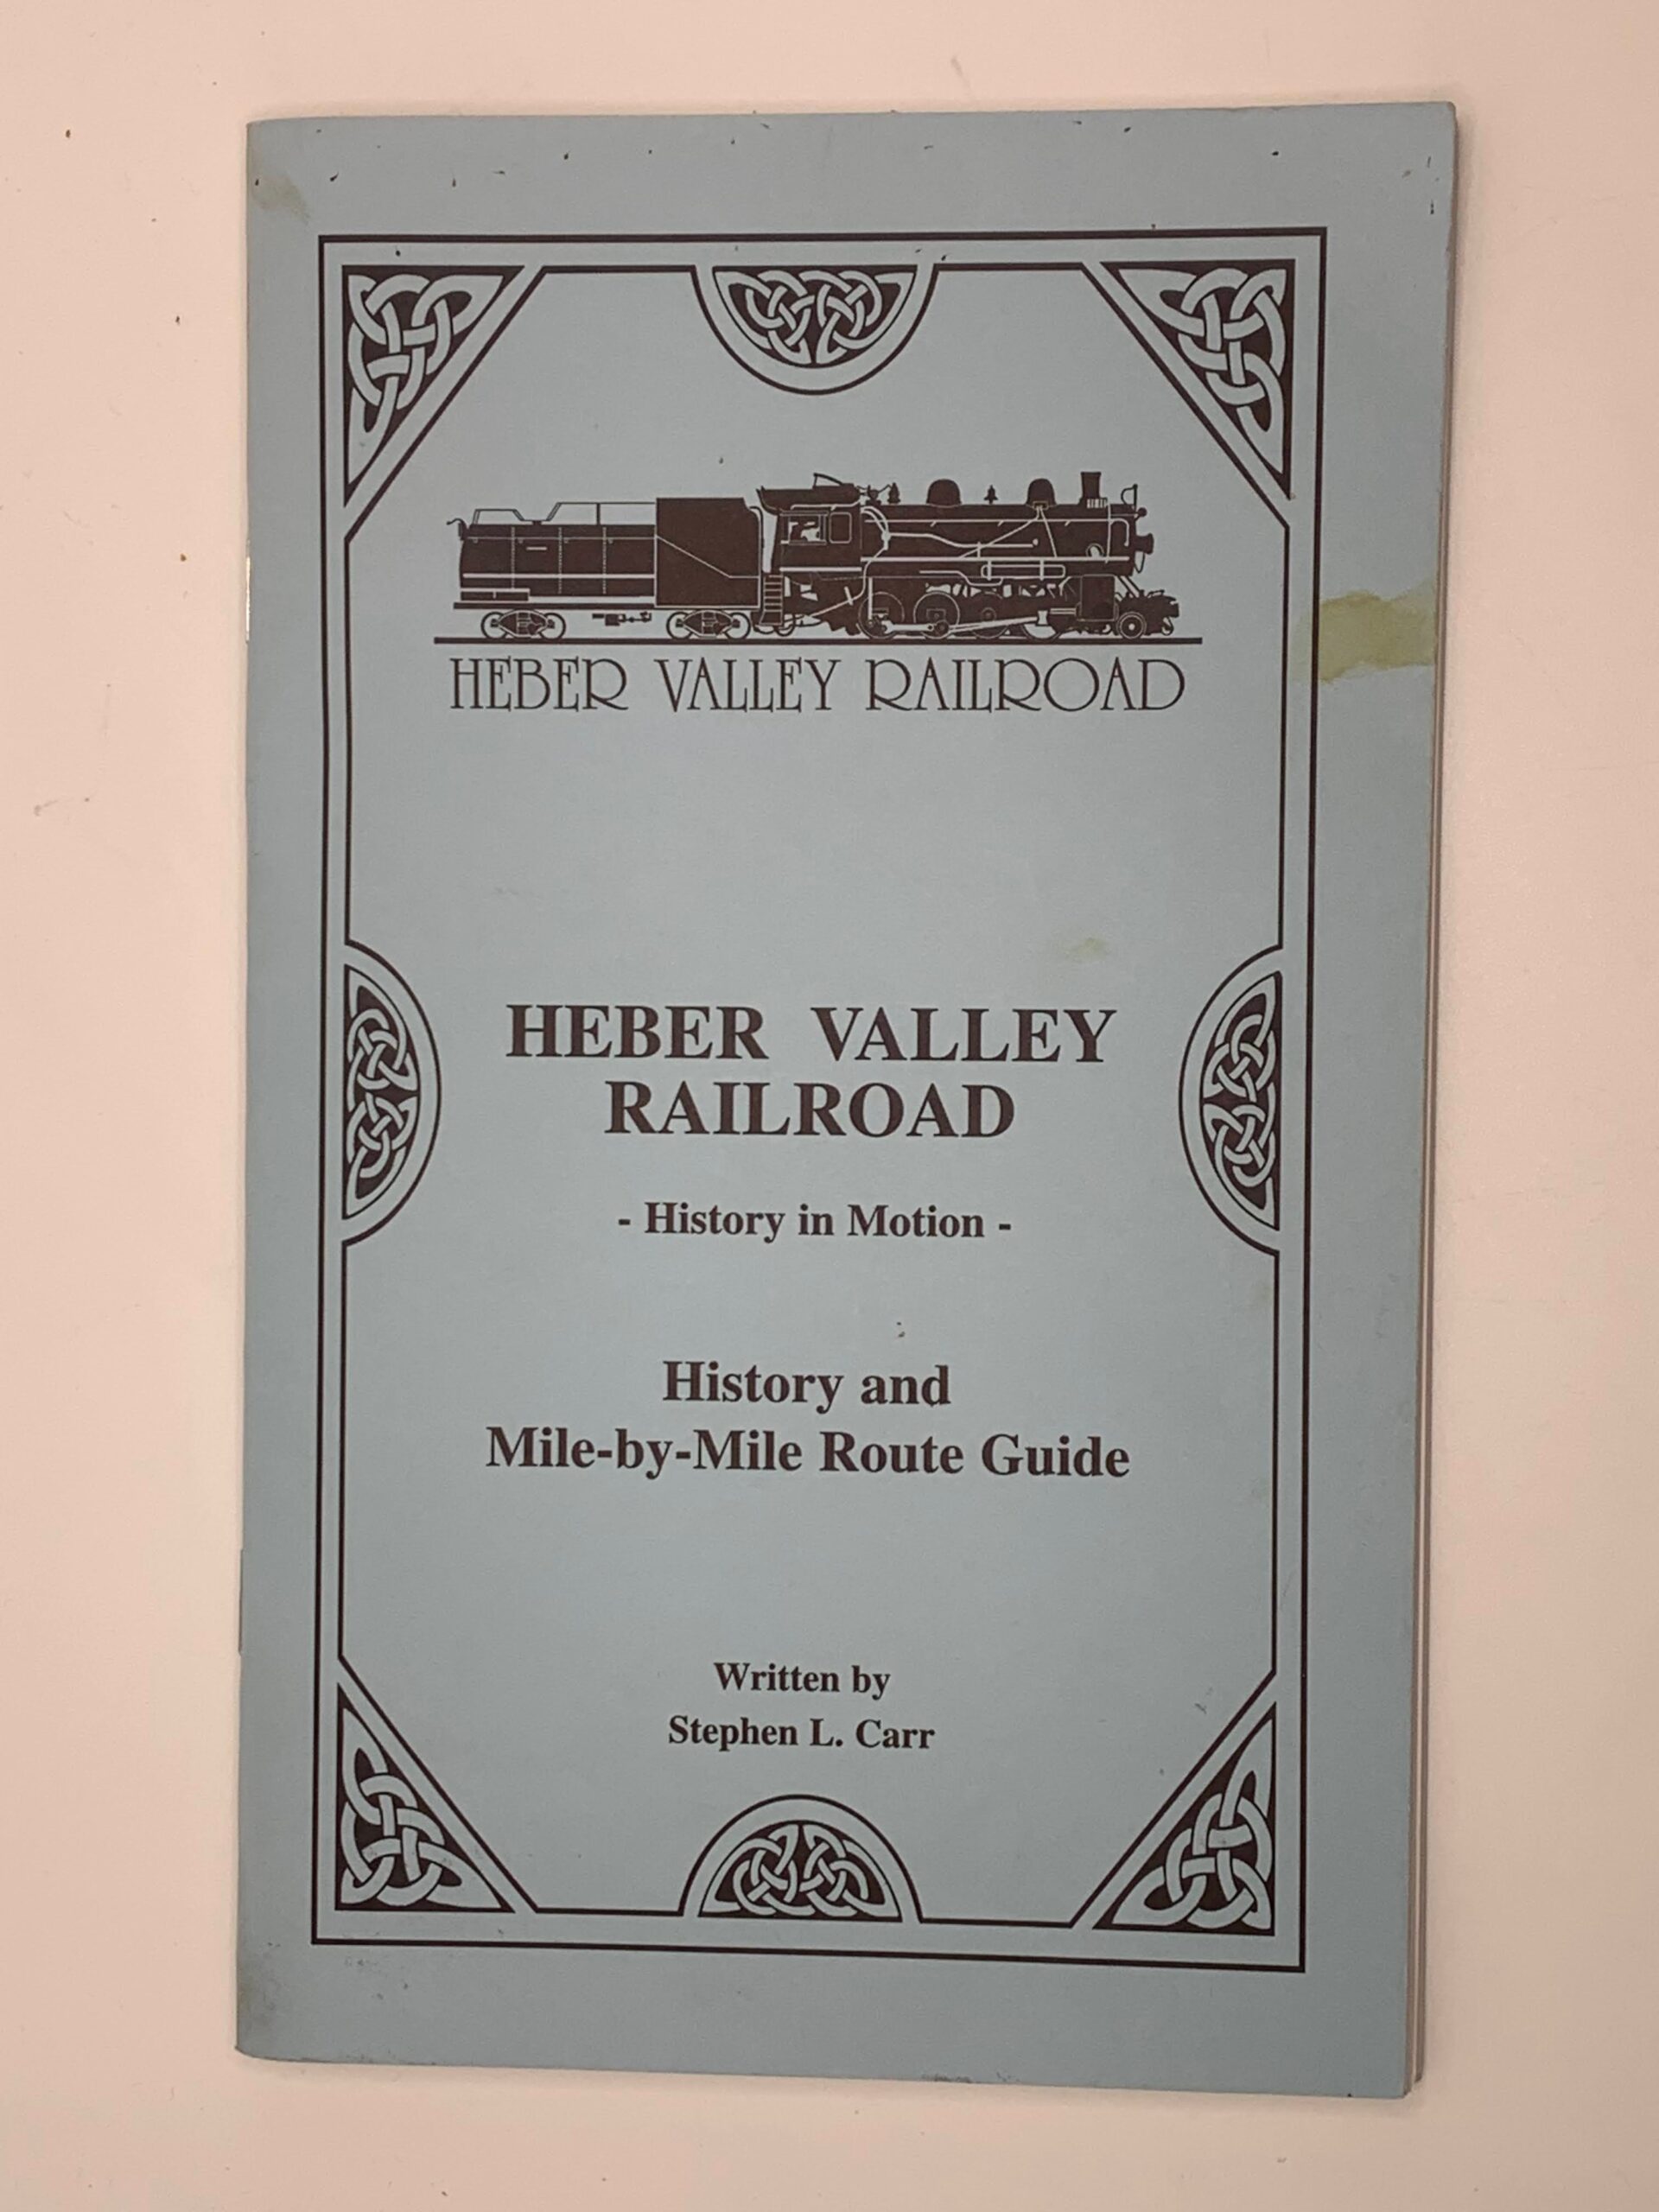 HEBER VALLEY RAILROAD
HEBER VALLEY
RAILROAD
- History in Motion -
History and
Mile-by-Mile Route Guide
Written by
Stephen L. Carr